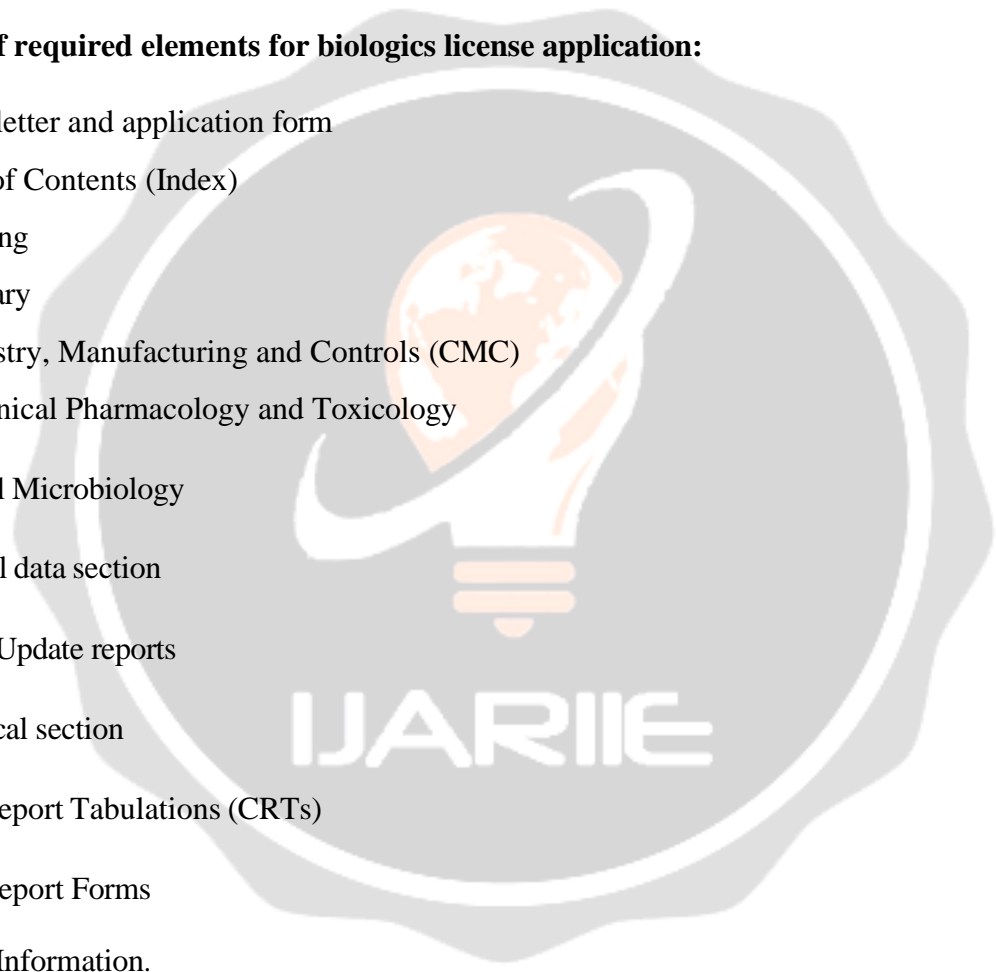 f required elements for biologics license application:
letter and application form
of Contents (Index)
ng
ary
stry, Manufacturing and Controls (CMC)
nical Pharmacology and Toxicology
l Microbiology
l data section
Update reports
cal section
IJARIIE
eport Tabulations (CRTs)
eport Forms
Information.